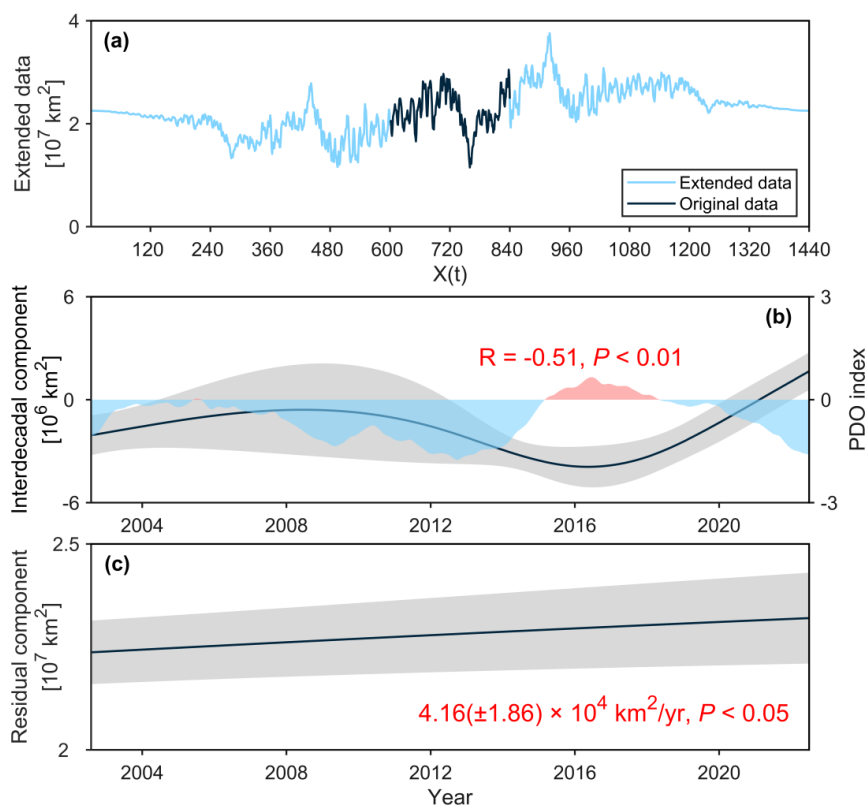 (a)
Extended data
[10^7 km^2]
4
2
0
Extended data
Original data
120 240 360 480 600 720 840 960 1080 1200 1320 1440
X(t)
(b)
Interdecadal component
[10^6 km^2]
6
0
-6
R = -0.51, P < 0.01
3
0
-3
PDO index
2004 2008 2012 2016 2020
(c)
Residual component
[10^7 km^2]
2.5
2
4.16(±1.86) × 10^4 km^2/yr, P < 0.05
2004 2008 2012 2016 2020
Year